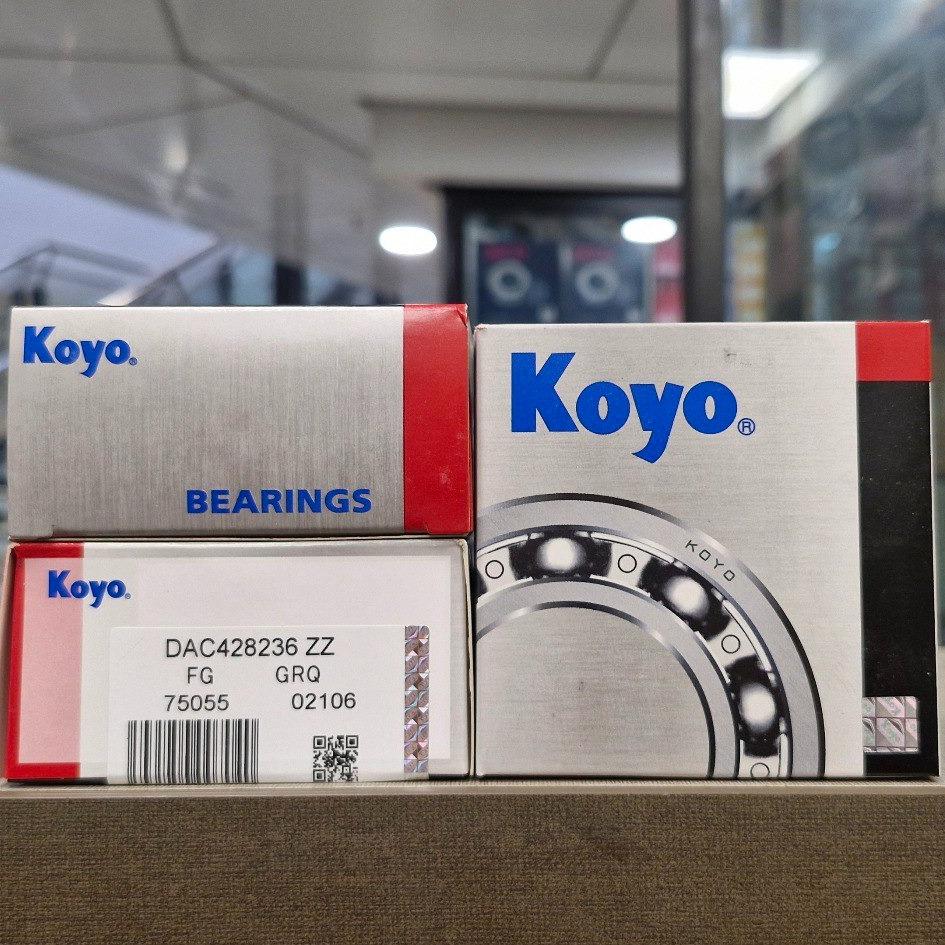 Koyo®
BEARINGS
Koyo®
DAC428236 ZZ
FG GRQ
75055 02106
Koyo®
KOYO